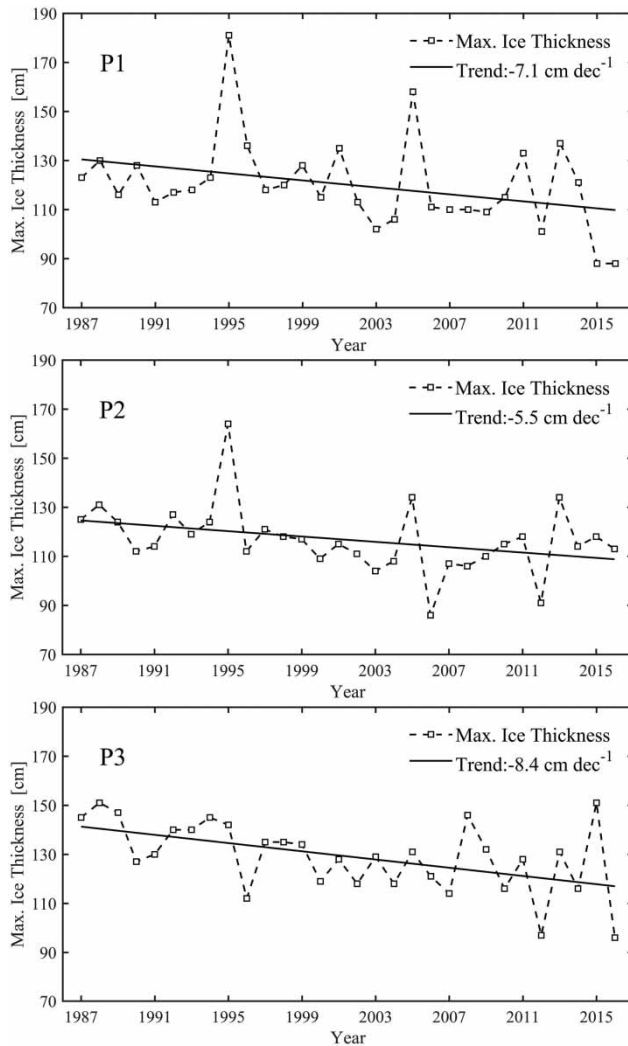 190
170
150
130
110
90
70
Max. Ice Thickness [cm]
P1
Max. Ice Thickness
Trend:-7.1 cm dec⁻¹
1987 1991 1995 1999 2003 2007 2011 2015
Year
190
170
150
130
110
90
70
Max. Ice Thickness [cm]
P2
Max. Ice Thickness
Trend:-5.5 cm dec⁻¹
1987 1991 1995 1999 2003 2007 2011 2015
Year
190
170
150
130
110
90
70
Max. Ice Thickness [cm]
P3
Max. Ice Thickness
Trend:-8.4 cm dec⁻¹
1987 1991 1995 1999 2003 2007 2011 2015
Year